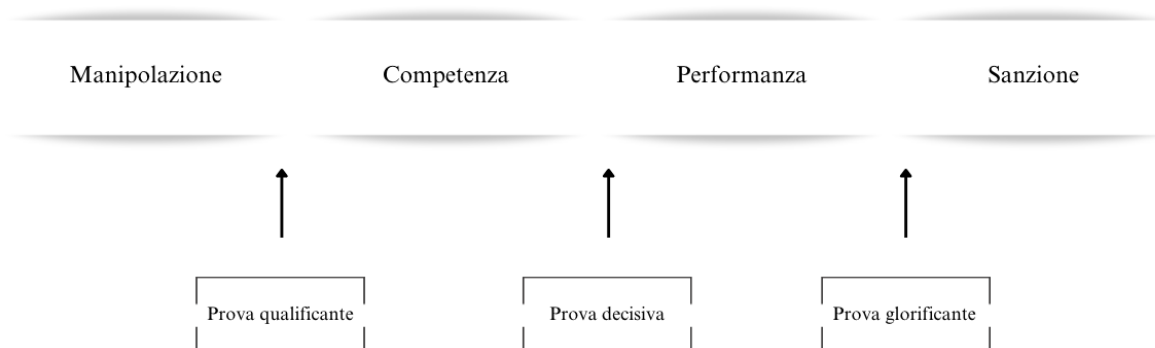 Manipolazione Competenza Performanza Sanzione
Prova qualificante Prova decisiva Prova glorificante